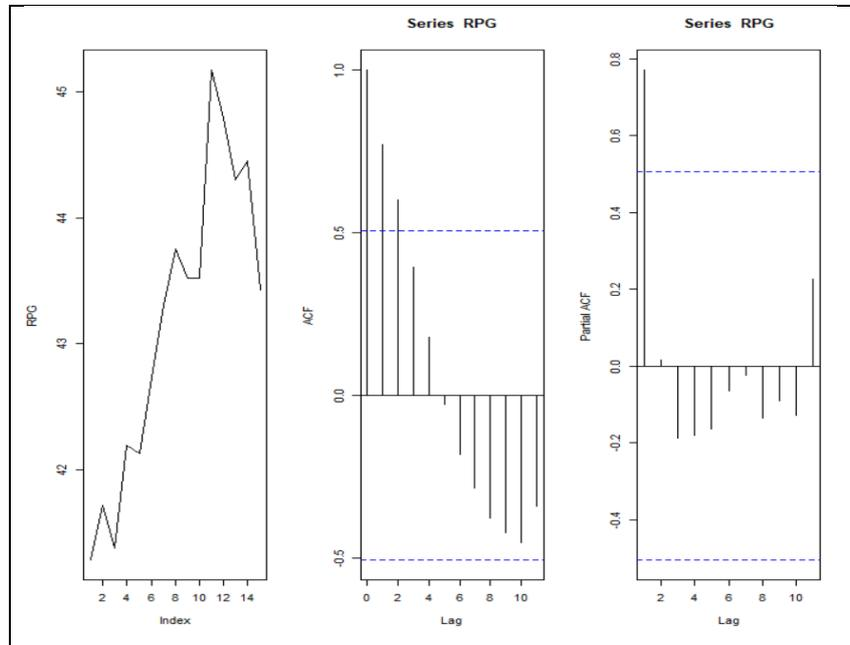 Series RPG
Series RPG
RPG
45
44
43
42
2 4 6 8 10 12 14
Index
ACF
1.0
0.5
0.0
-0.5
0 2 4 6 8 10
Lag
Partial ACF
0.8
0.6
0.4
0.2
0.0
-0.2
-0.4
2 4 6 8 10
Lag